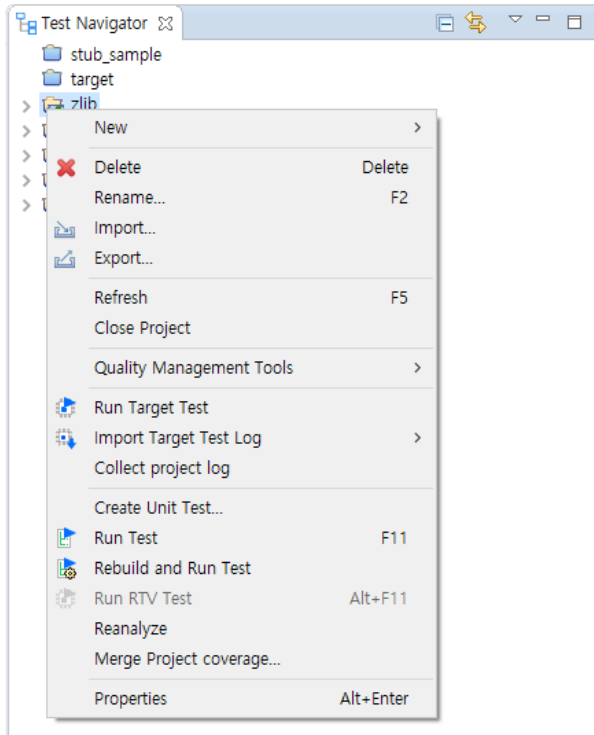 Test Navigator
stub_sample
target
zlib
New
Delete Delete
Rename... F2
Import...
Export...
Refresh F5
Close Project
Quality Management Tools
Run Target Test
Import Target Test Log
Collect project log
Create Unit Test...
Run Test F11
Rebuild and Run Test
Run RTV Test Alt+F11
Reanalyze
Merge Project coverage...
Properties Alt+Enter